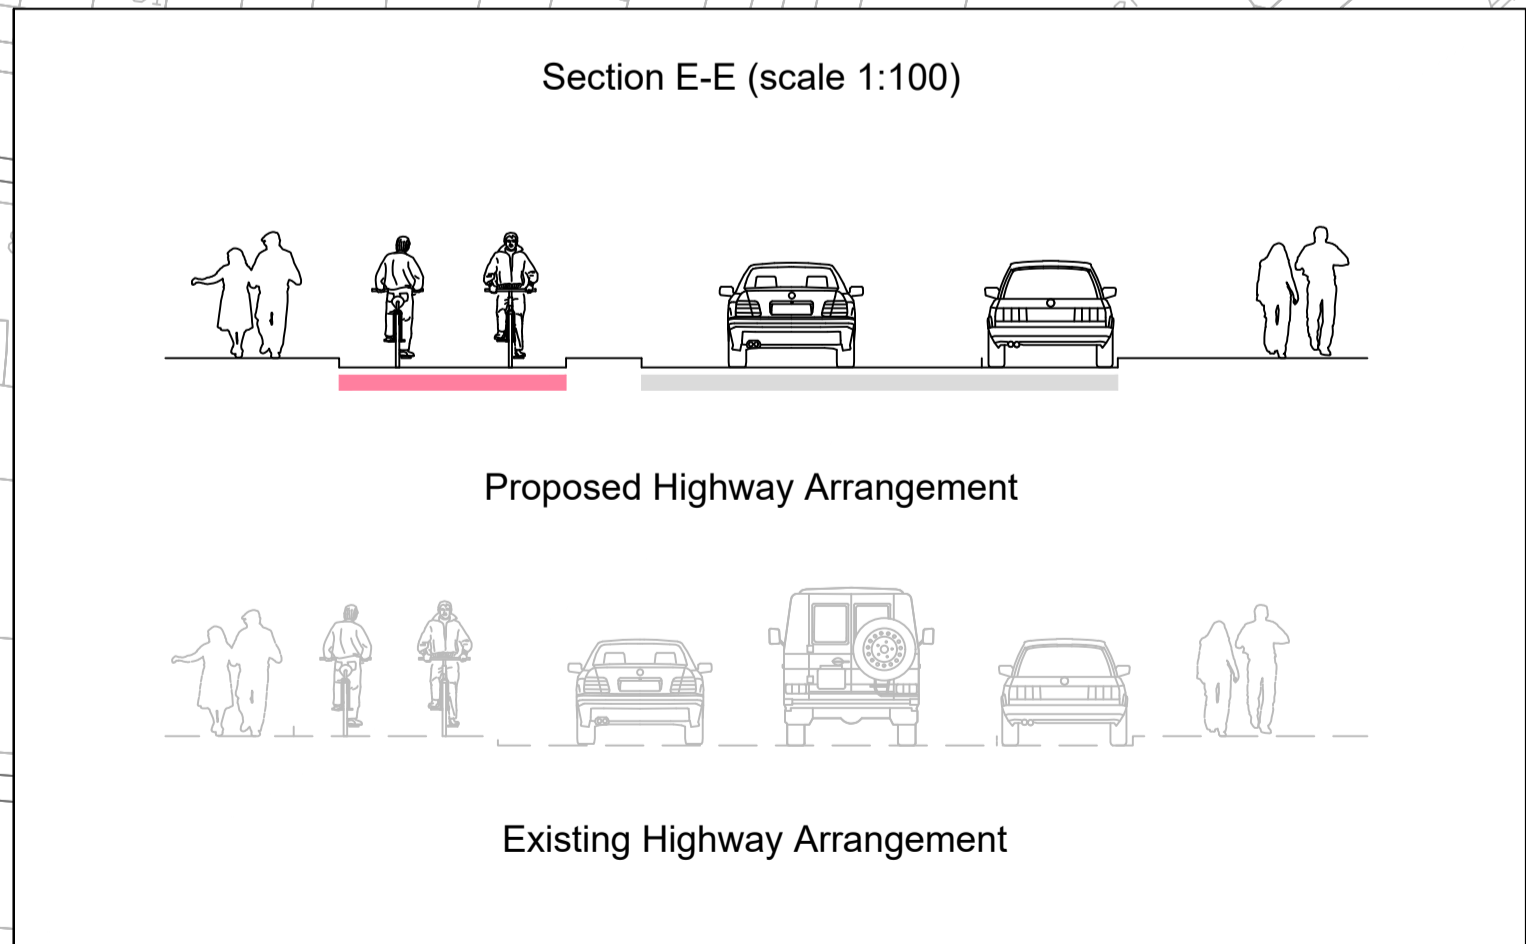 Section E-E (scale 1:100)
Proposed Highway Arrangement
Existing Highway Arrangement